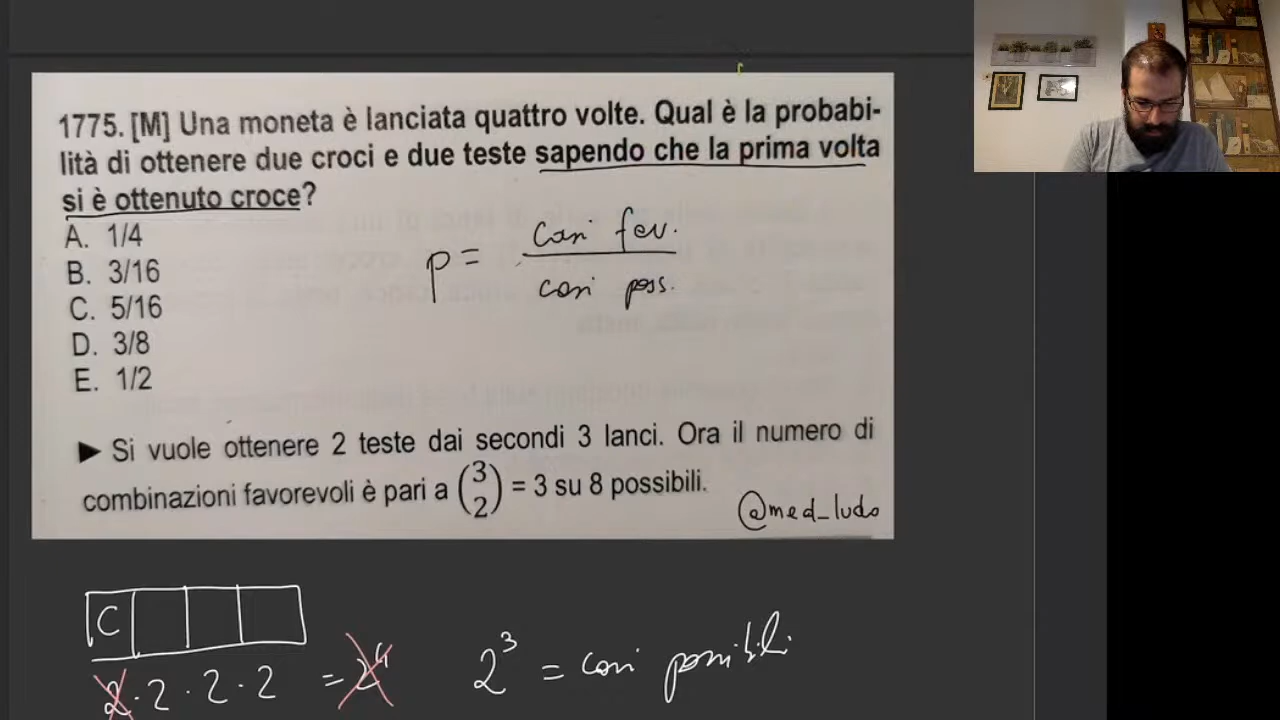 1775. [M] Una moneta è lanciata quattro volte. Qual è la probabi-
lità di ottenere due croci e due teste sapendo che la prima volta
si è ottenuto croce?
A. 1/4
B. 3/16
C. 5/16
D. 3/8
E. 1/2
p = casi fav.
casi poss.
► Si vuole ottenere 2 teste dai secondi 3 lanci. Ora il numero di
combinazioni favorevoli è pari a (3 2) = 3 su 8 possibili.
@med_ludo
C
2 · 2 · 2 · 2 = 2⁴
2³ = casi possibili